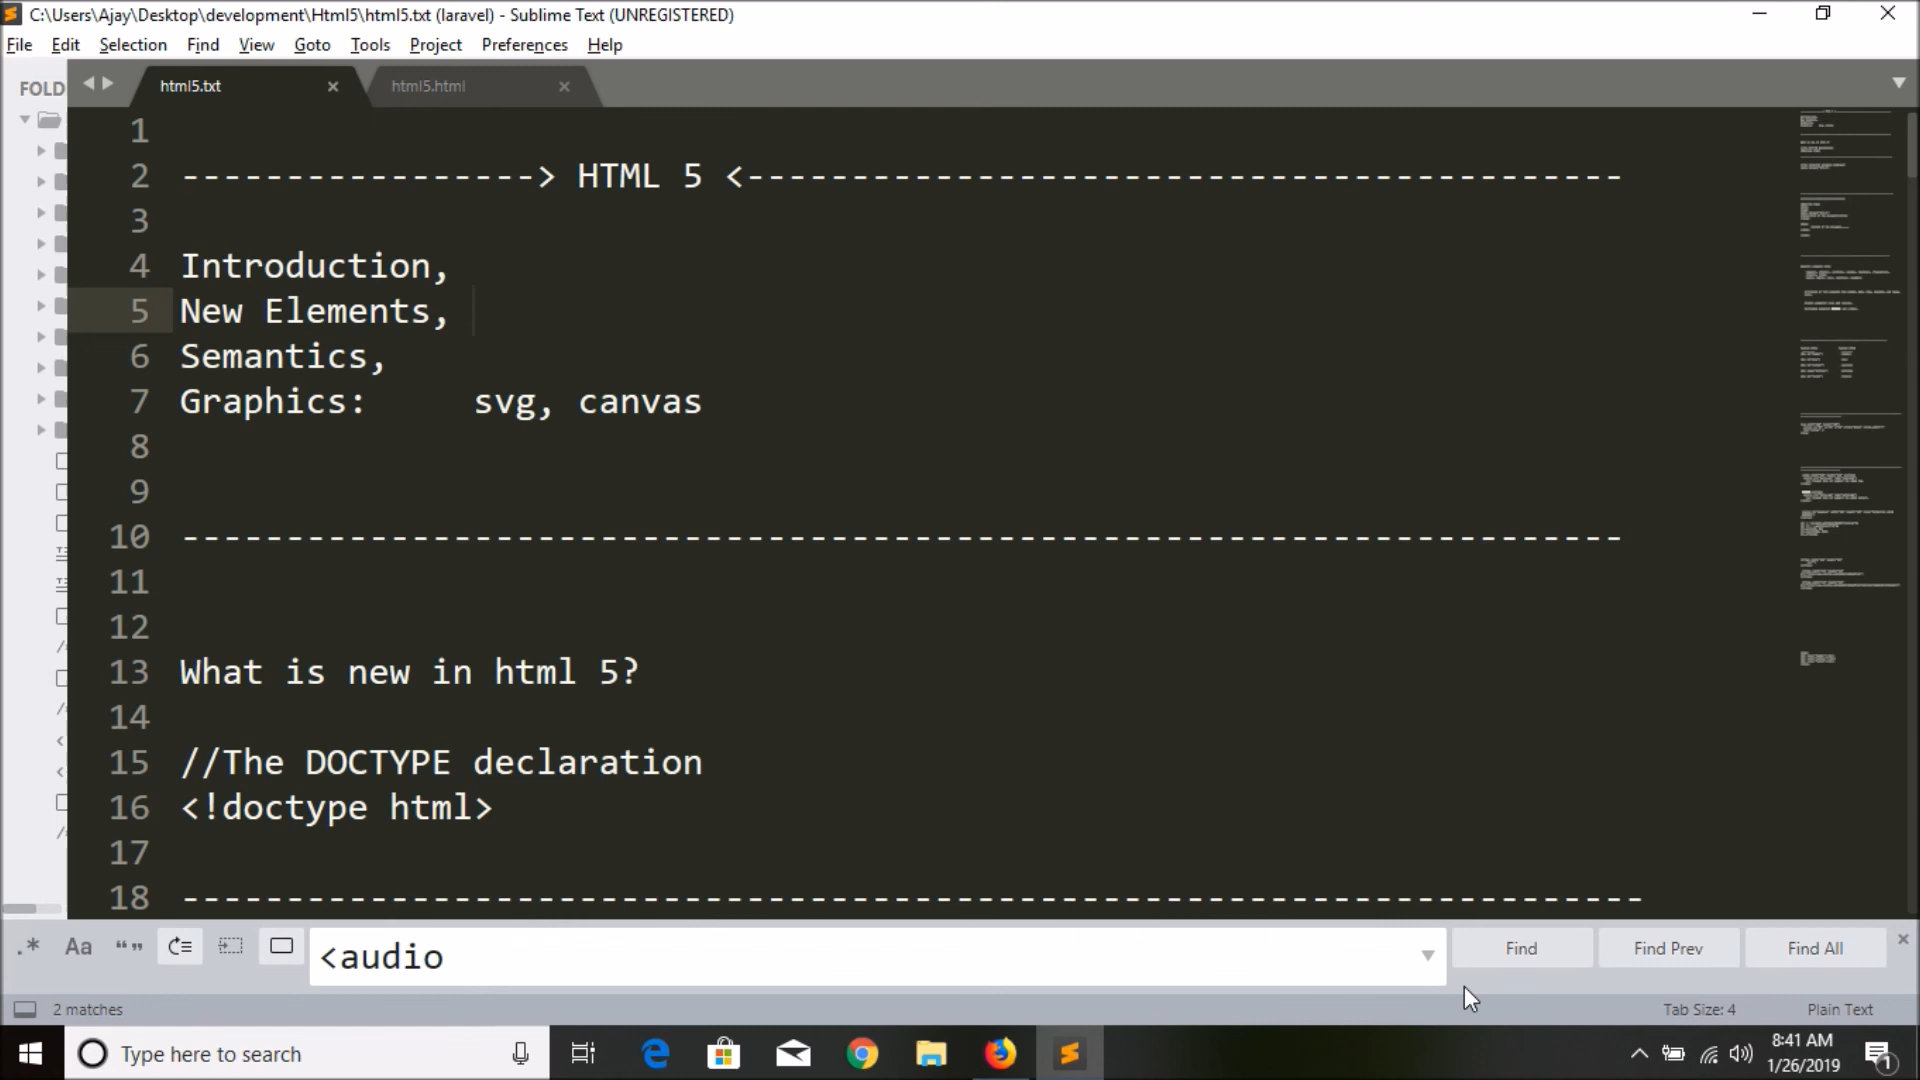 C:\Users\Ajay\Desktop\development\Html5\html5.txt (laravel) - Sublime Text (UNREGISTERED)
File Edit Selection Find View Goto Tools Project Preferences Help
FOLD
html5.txt
html5.html
1
2 -----------------> HTML 5 <------------------------------------------
3
4 Introduction,
5 New Elements,
6 Semantics,
7 Graphics: svg, canvas
8
9
10 ---------------------------------------------------------------------
11
12
13 What is new in html 5?
14
15 //The DOCTYPE declaration
16 <!doctype html>
17
18 ----------------------------------------------------------------------
.* Aa “ ” <audio Find Find Prev Find All
2 matches
Tab Size: 4
Plain Text
Type here to search
8:41 AM
1/26/2019
1